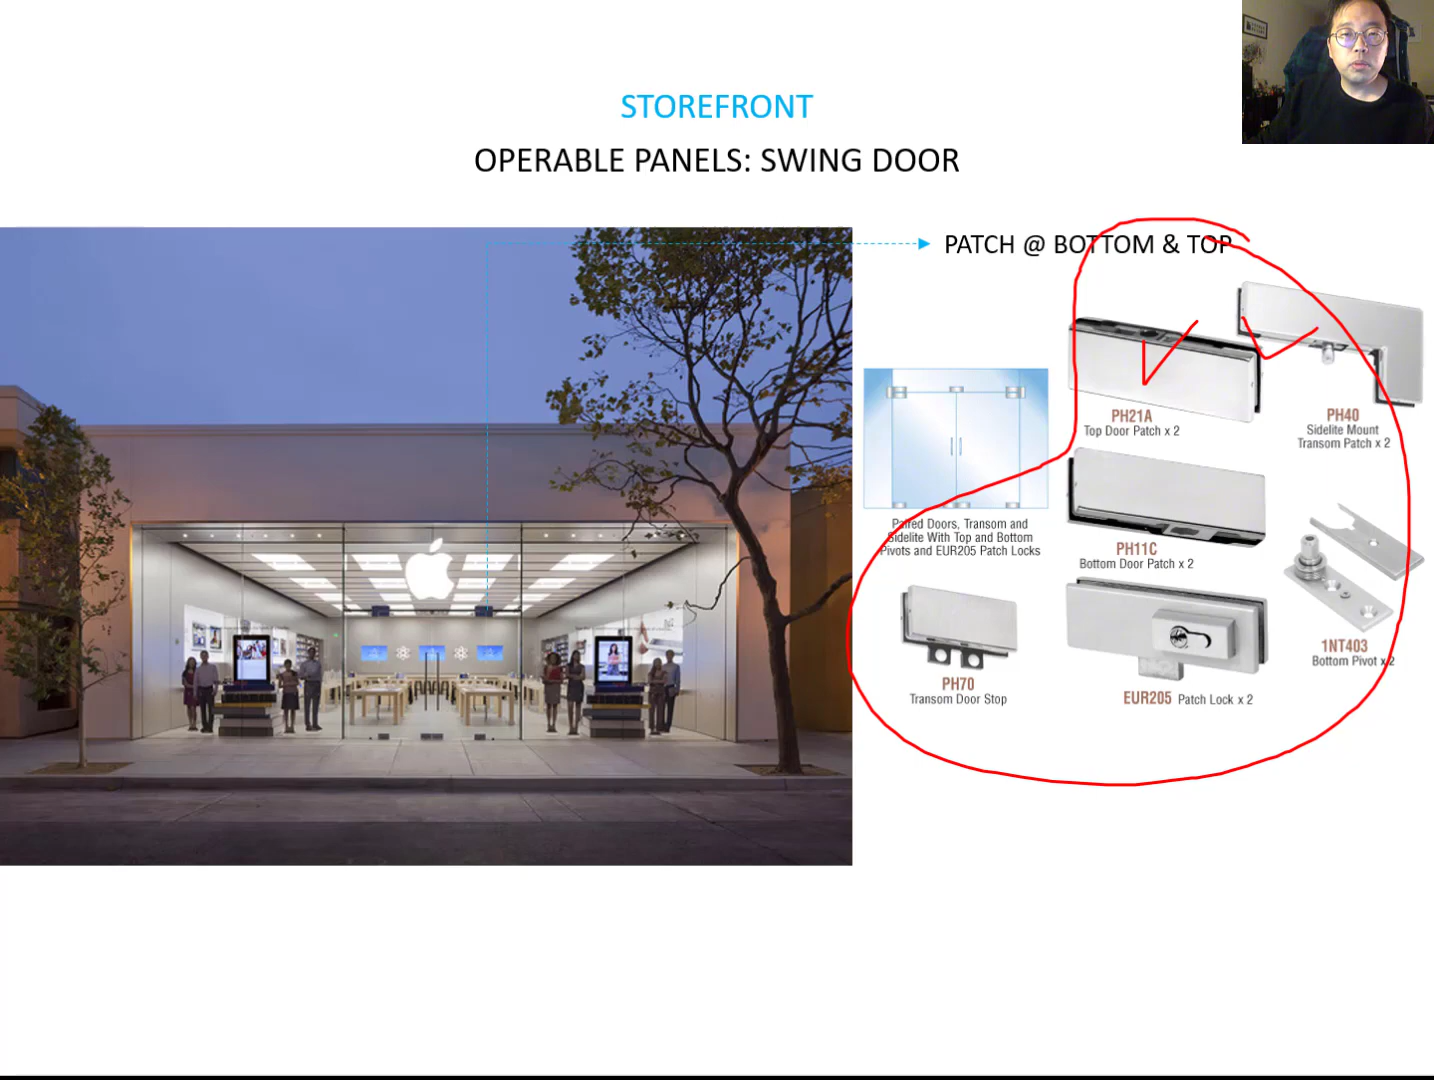 STOREFRONT
OPERABLE PANELS: SWING DOOR
PATCH @ BOTTOM & TOP
PH21A
Top Door Patch x 2
PH40
Sidelite Mount
Transom Patch x 2
Paired Doors, Transom and
Sidelite With Top and Bottom
Pivots and EUR205 Patch Locks
PH11C
Bottom Door Patch x 2
1NT403
Bottom Pivot x 2
PH70
Transom Door Stop
EUR205 Patch Lock x 2